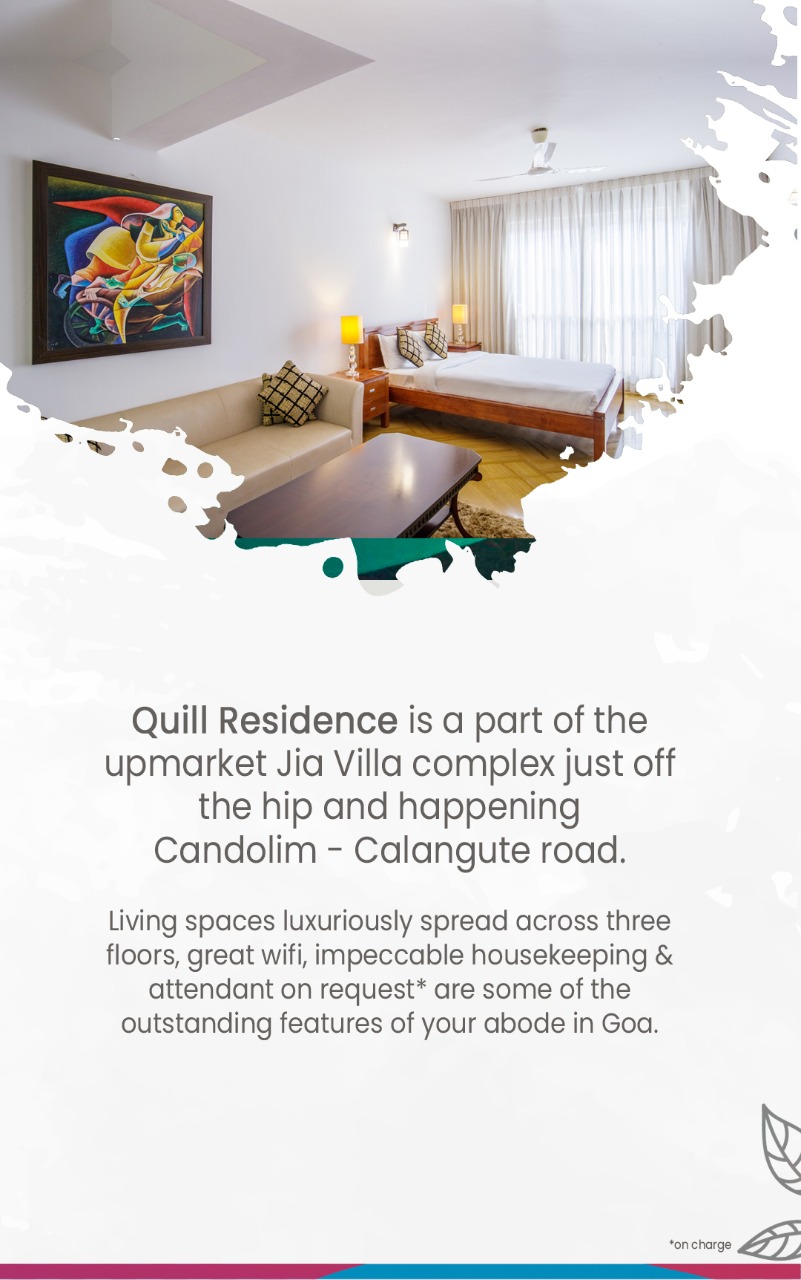 Quill Residence is a part of the
upmarket Jia Villa complex just off
the hip and happening
Candolim - Calangute road.
Living spaces luxuriously spread across three
floors, great wifi, impeccable housekeeping &
attendant on request* are some of the
outstanding features of your abode in Goa.
*on charge